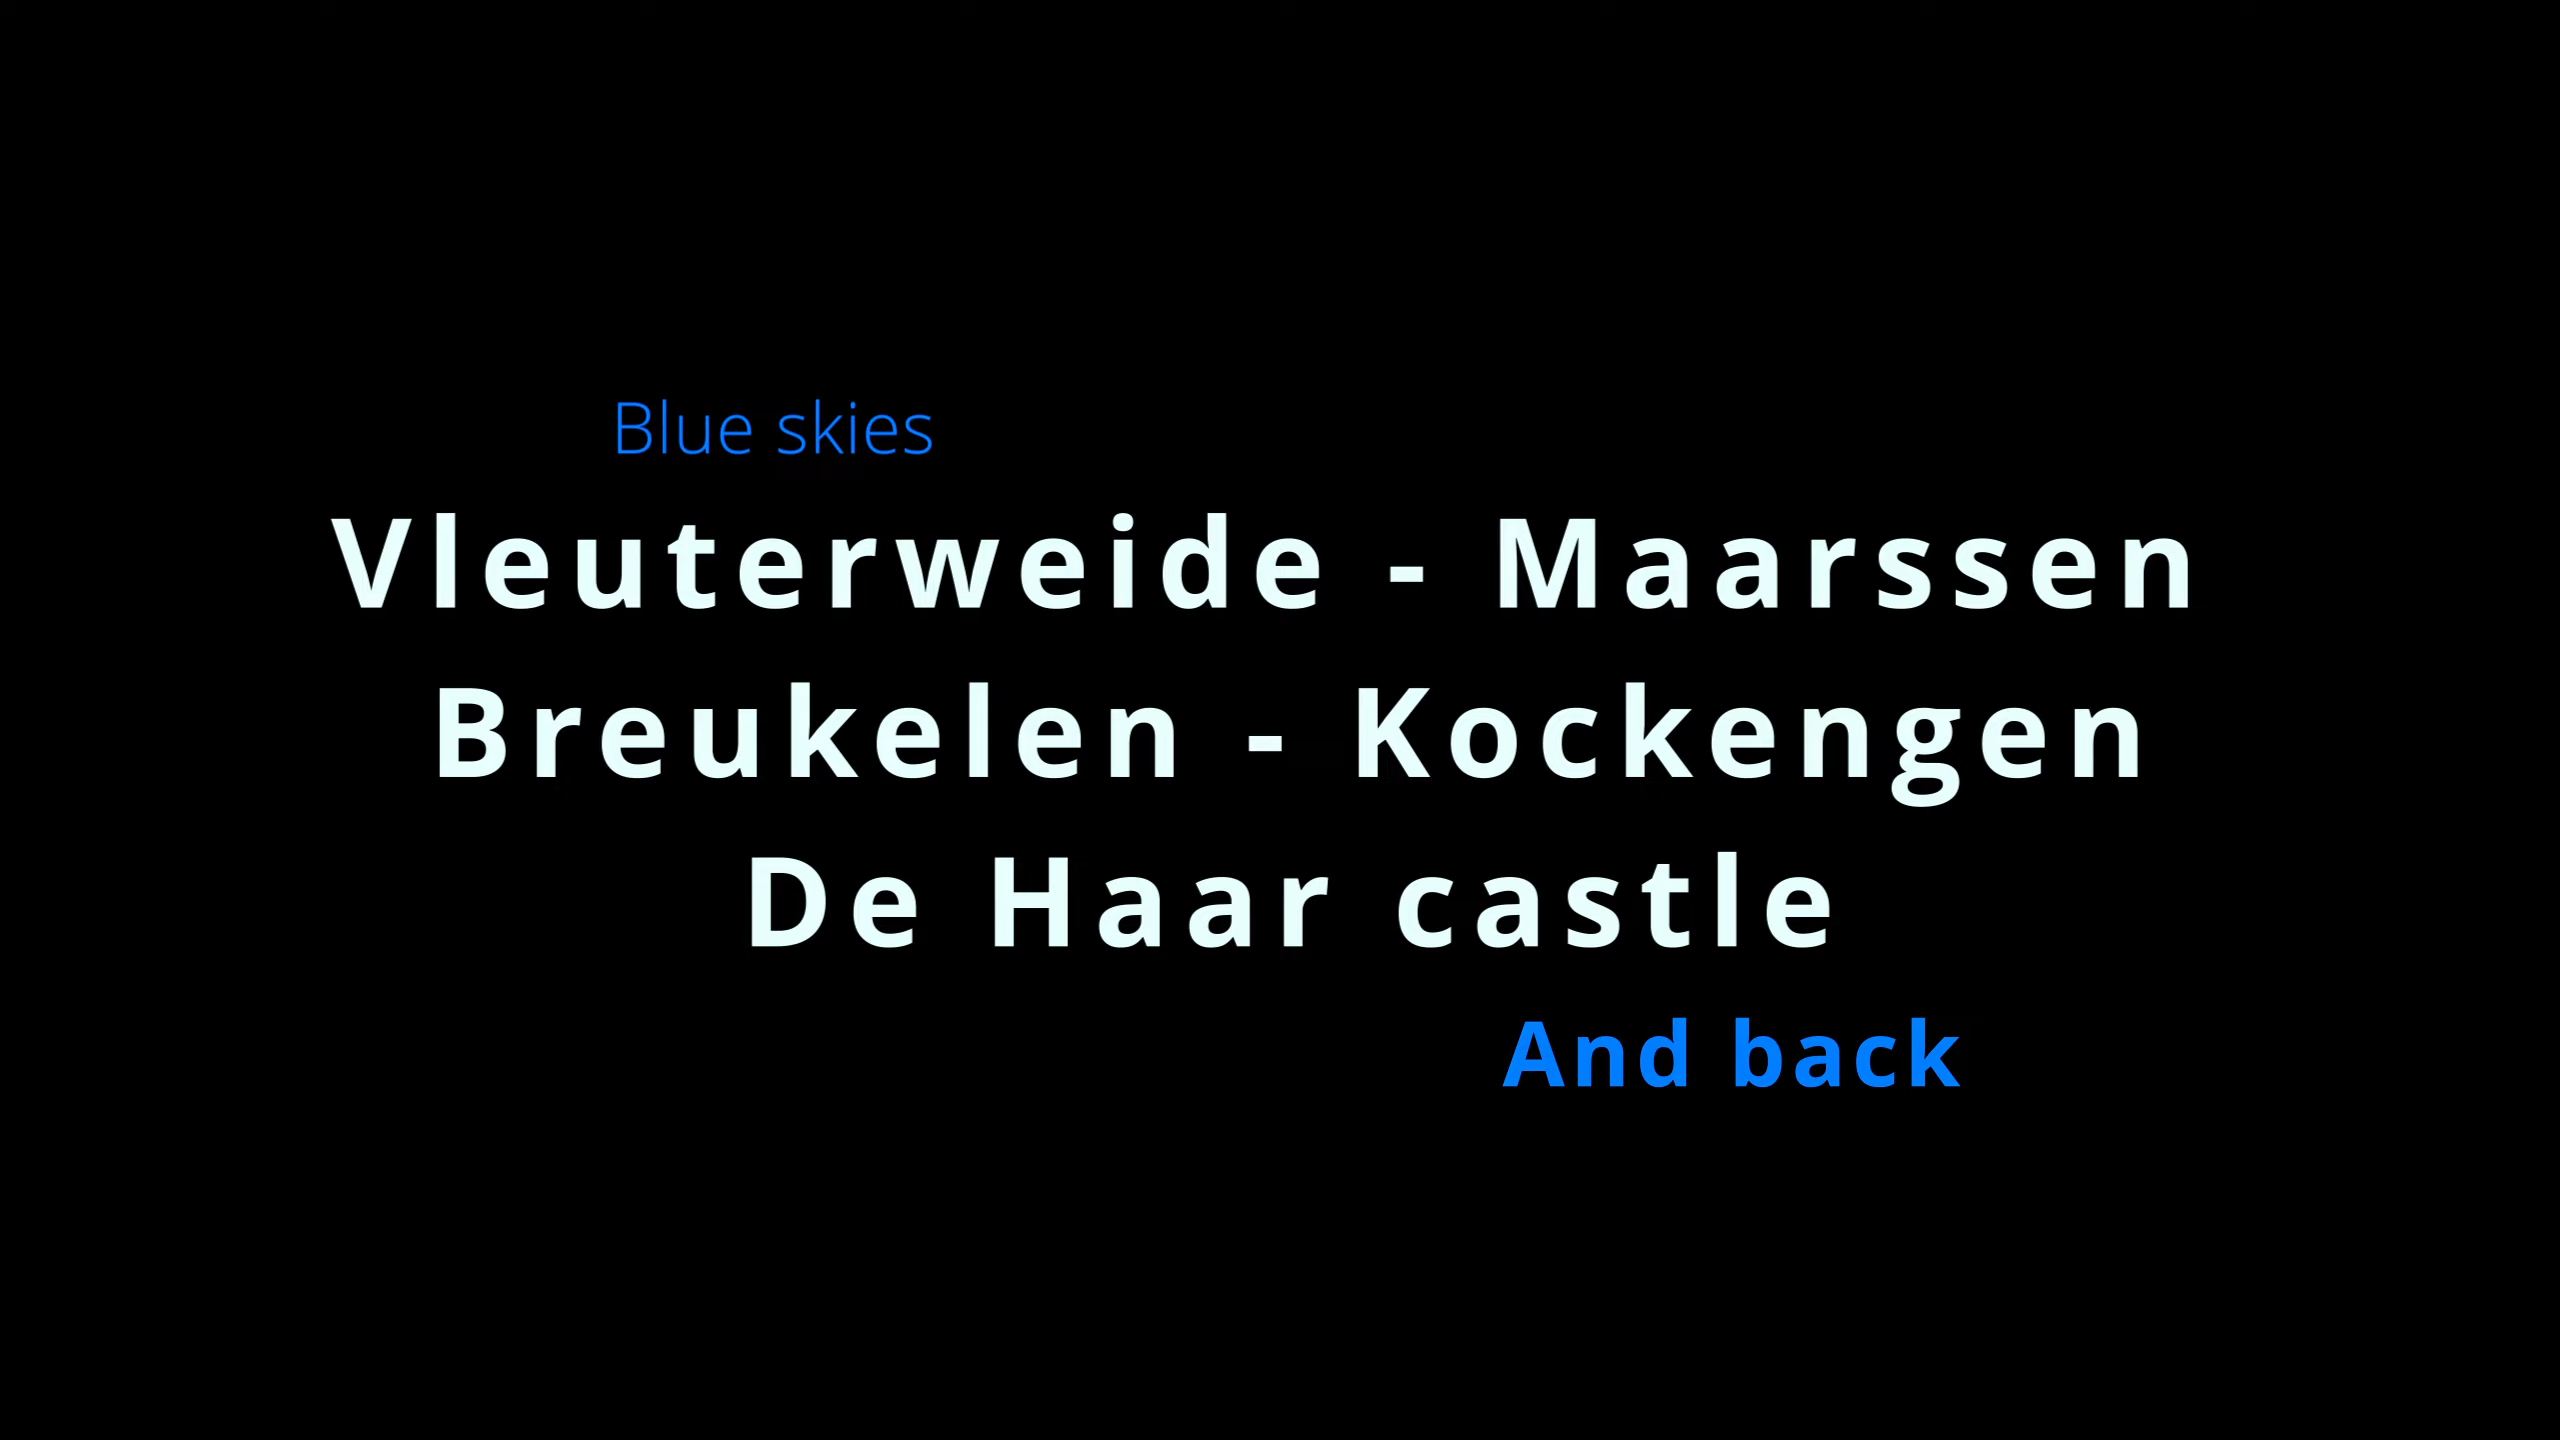 Blue skies
Vleuterweide - Maarssen
Breukelen - Kockengen
De Haar castle
And back